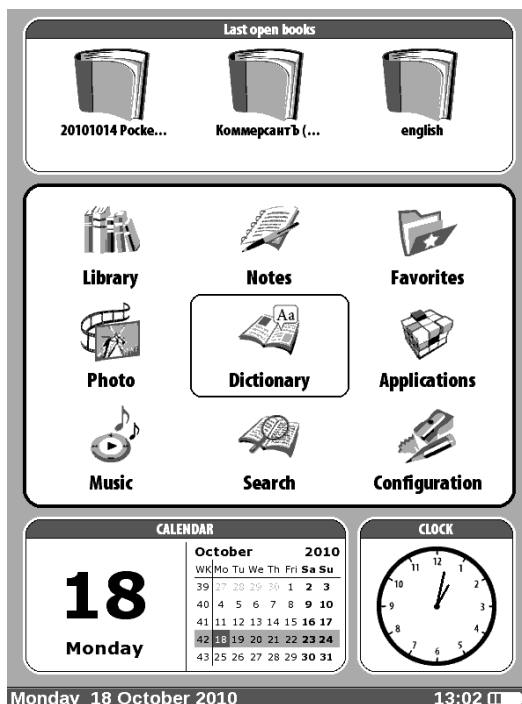 Last open books
20101014 Pocke... КоммерсантЪ (... english
Library Notes Favorites
Aa
Photo Dictionary Applications
Music Search Configuration
CALENDAR
18
Monday
October 2010
WK Mo Tu We Th Fri Sa Su
39 27 28 29 30 1 2 3
40 4 5 6 7 8 9 10
41 11 12 13 14 15 16 17
42 18 19 20 21 22 23 24
43 25 26 27 28 29 30 31
CLOCK
12 1 2 3 4 5 6 7 8 9 10 11
Monday 18 October 2010 13:02